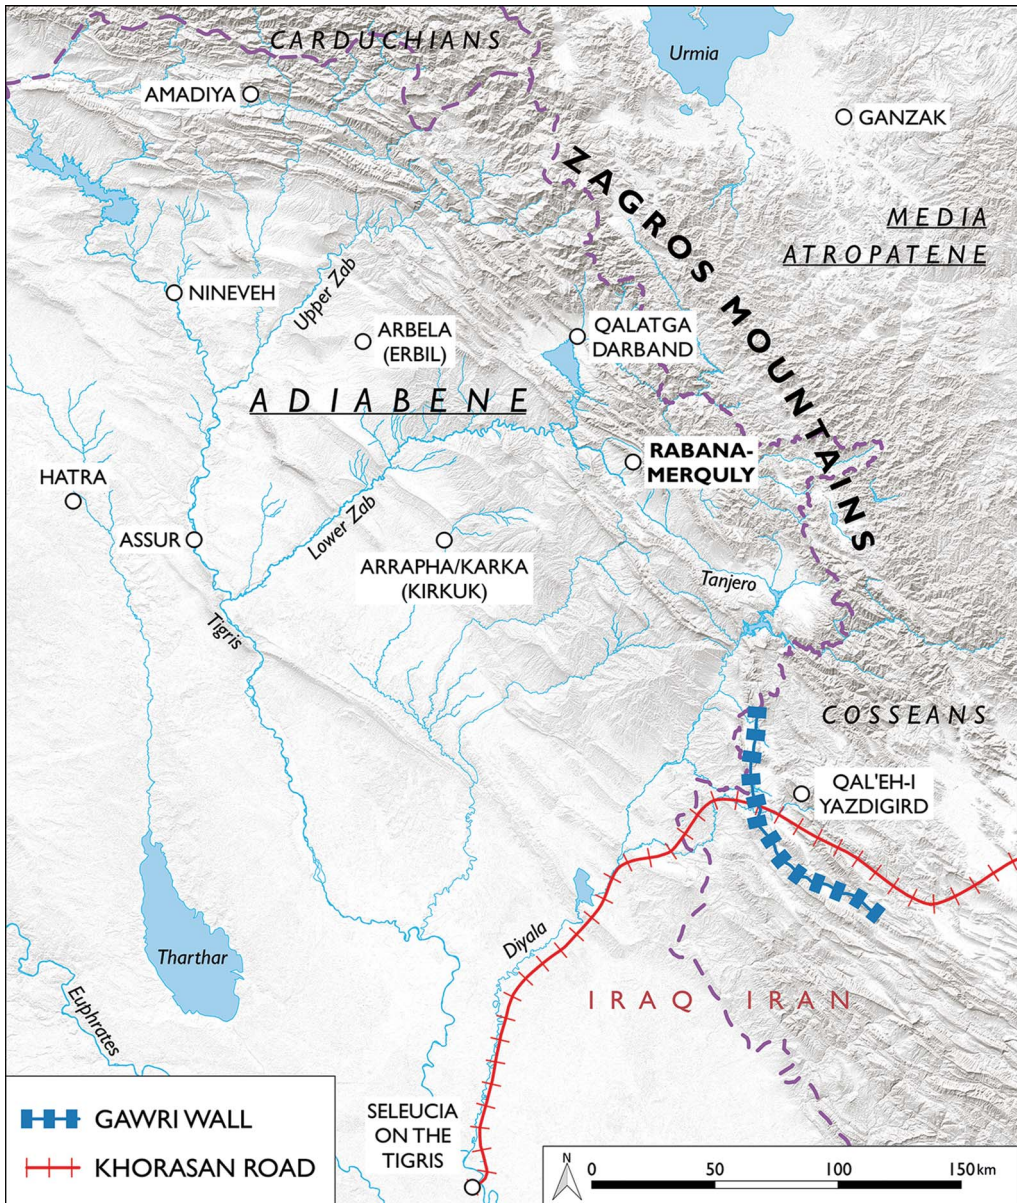 CARDUCHIANS
Urmia
AMADIYA
GANZAK
ZAGROS MOUNTAINS
MEDIA
ATROPATENE
NINEVEH
Upper Zab
ARBELA
(ERBIL)
QALATGA
DARBAND
ADIABENE
RABANA-
MERQULY
HATRA
Lower Zab
ASSUR
ARRAPHA/KARKA
(KIRKUK)
Tanjero
Tigris
COSSEANS
QAL'EH-I
YAZDIGIRD
Diyala
Tharthar
IRAQ
IRAN
Euphrates
SELEUCIA
ON THE
TIGRIS
GAWRI WALL
KHORASAN ROAD
N
0 50 100 150 km